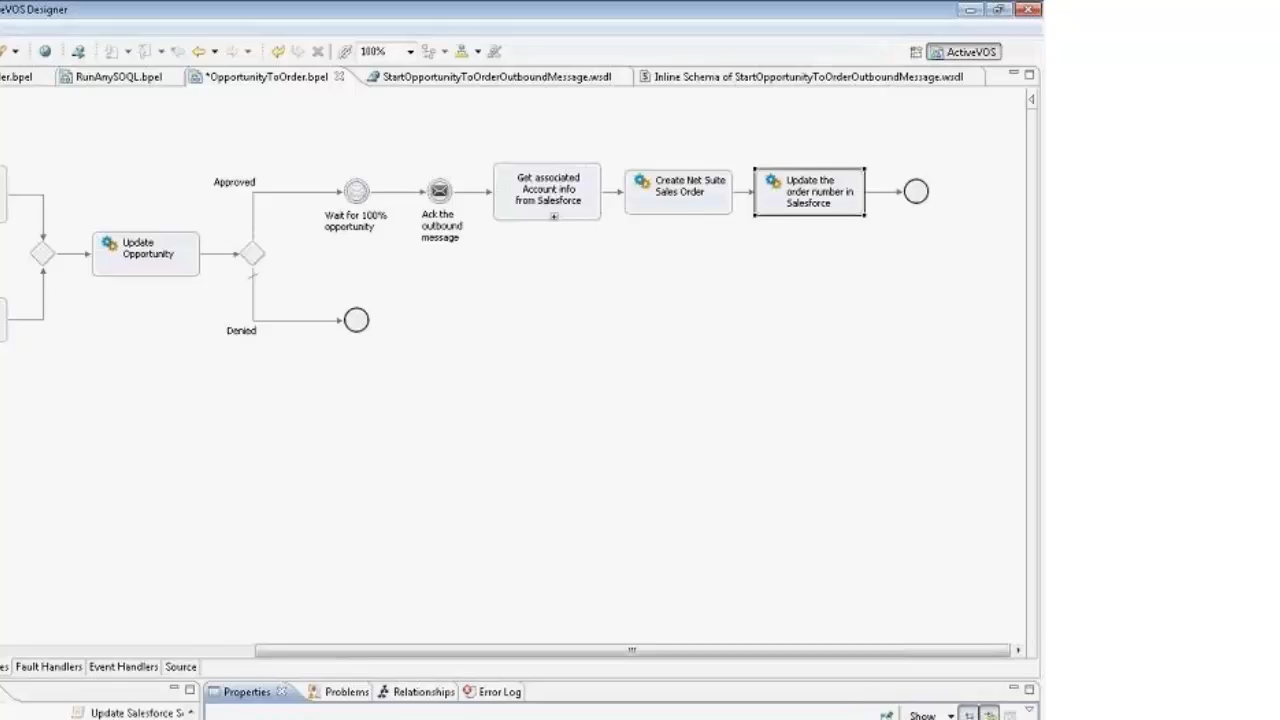 eVOS Designer
100%
ActiveVOS
er.bpel
RunAnySOQL.bpel
*OpportunityToOrder.bpel
StartOpportunityToOrderOutboundMessage.wsdl
Inline Schema of StartOpportunityToOrderOutboundMessage.wsdl
Approved
Wait for 100%
opportunity
Ack the
outbound
message
Get associated
Account info
from Salesforce
Create Net Suite
Sales Order
Update the
order number in
Salesforce
Update
Opportunity
Denied
es
Fault Handlers
Event Handlers
Source
Properties
Problems
Relationships
Error Log
Update Salesforce S
Show